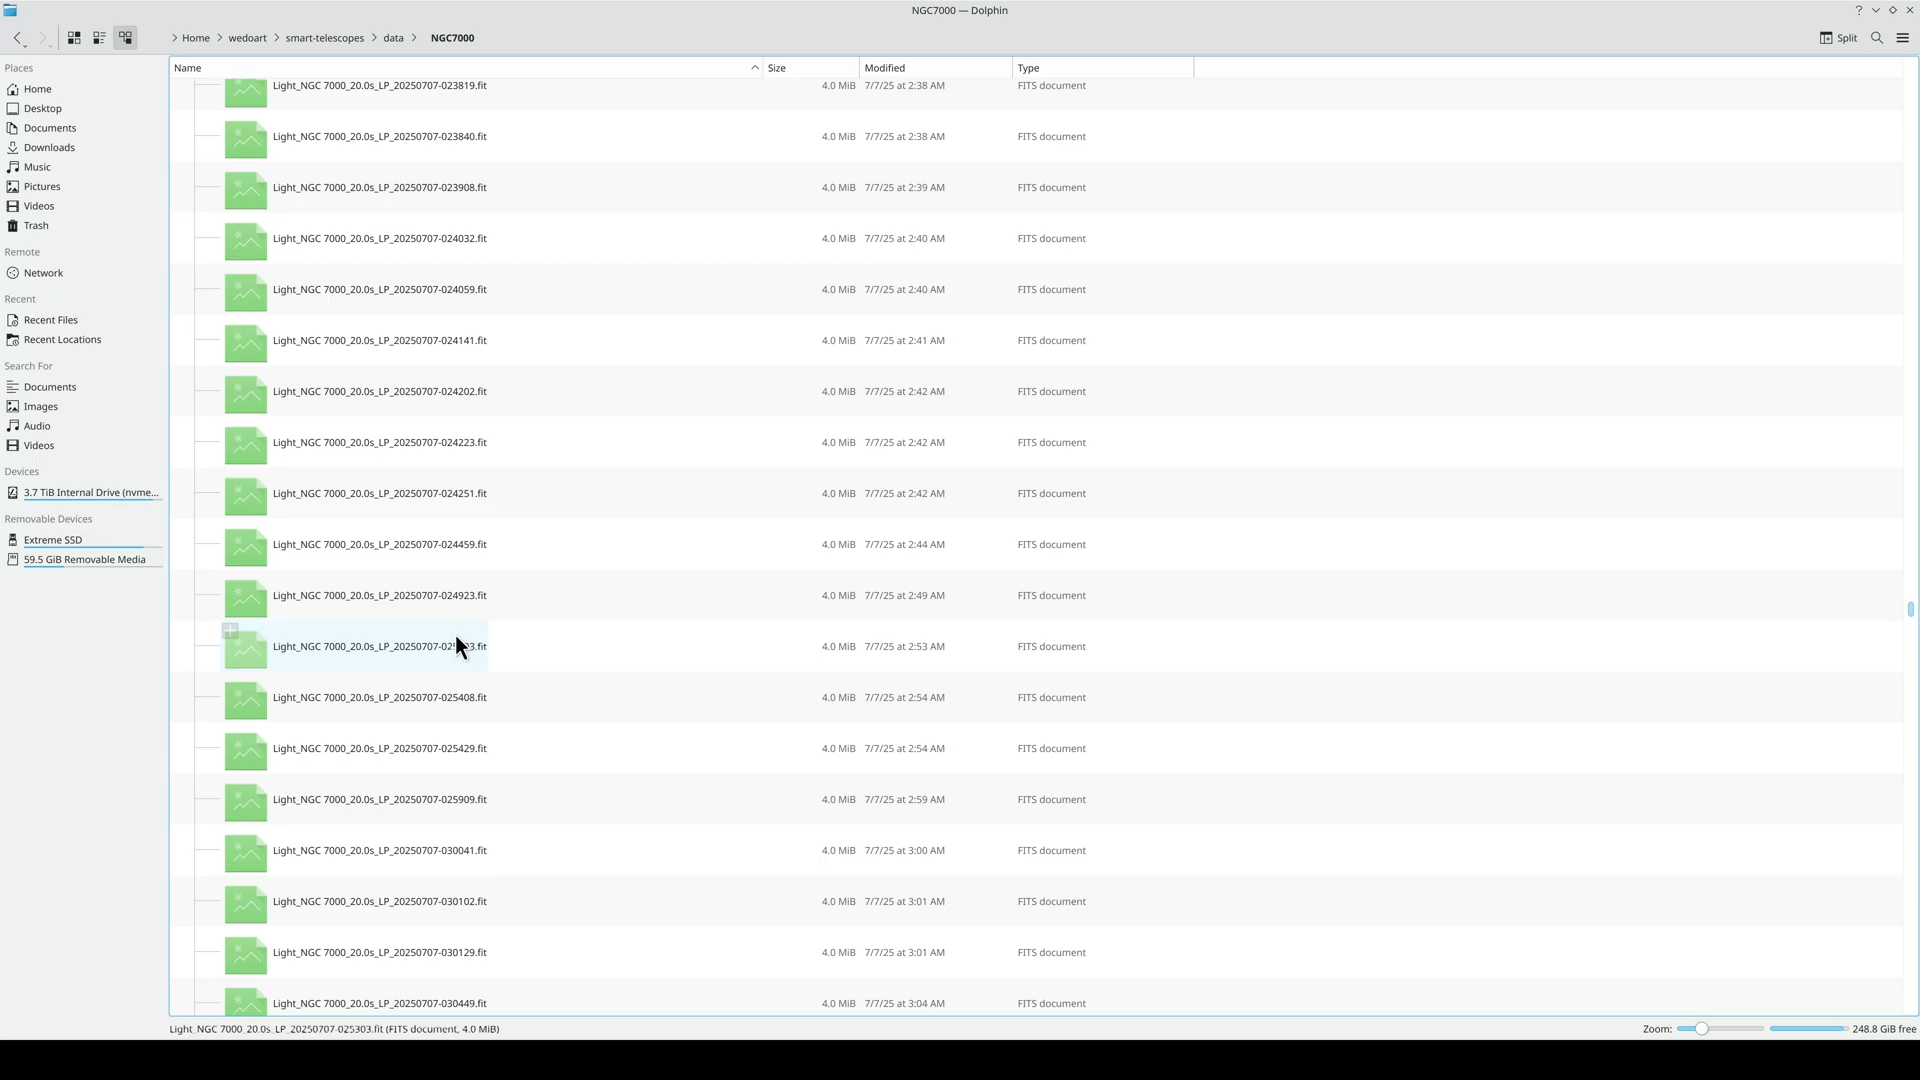 NGC7000 — Dolphin
Home > wedoart > smart-telescopes > data > NGC7000
Split
Places
Home
Desktop
Documents
Downloads
Music
Pictures
Videos
Trash
Remote
Network
Recent
Recent Files
Recent Locations
Search For
Documents
Images
Audio
Videos
Devices
3.7 TiB Internal Drive (nvme...
Removable Devices
Extreme SSD
59.5 GiB Removable Media
Name Size Modified Type
Light_NGC 7000_20.0s_LP_20250707-023819.fit 4.0 MiB 7/7/25 at 2:38 AM FITS document
Light_NGC 7000_20.0s_LP_20250707-023840.fit 4.0 MiB 7/7/25 at 2:38 AM FITS document
Light_NGC 7000_20.0s_LP_20250707-023908.fit 4.0 MiB 7/7/25 at 2:39 AM FITS document
Light_NGC 7000_20.0s_LP_20250707-024032.fit 4.0 MiB 7/7/25 at 2:40 AM FITS document
Light_NGC 7000_20.0s_LP_20250707-024059.fit 4.0 MiB 7/7/25 at 2:40 AM FITS document
Light_NGC 7000_20.0s_LP_20250707-024141.fit 4.0 MiB 7/7/25 at 2:41 AM FITS document
Light_NGC 7000_20.0s_LP_20250707-024202.fit 4.0 MiB 7/7/25 at 2:42 AM FITS document
Light_NGC 7000_20.0s_LP_20250707-024223.fit 4.0 MiB 7/7/25 at 2:42 AM FITS document
Light_NGC 7000_20.0s_LP_20250707-024251.fit 4.0 MiB 7/7/25 at 2:42 AM FITS document
Light_NGC 7000_20.0s_LP_20250707-024459.fit 4.0 MiB 7/7/25 at 2:44 AM FITS document
Light_NGC 7000_20.0s_LP_20250707-024923.fit 4.0 MiB 7/7/25 at 2:49 AM FITS document
Light_NGC 4.0 MiB 7/7/25 at 2:53 AM FITS document
Light_NGC 7000_20.0s_LP_20250707-025408.fit 4.0 MiB 7/7/25 at 2:54 AM FITS document
Light_NGC 7000_20.0s_LP_20250707-025429.fit 4.0 MiB 7/7/25 at 2:54 AM FITS document
Light_NGC 7000_20.0s_LP_20250707-025909.fit 4.0 MiB 7/7/25 at 2:59 AM FITS document
Light_NGC 7000_20.0s_LP_20250707-030041.fit 4.0 MiB 7/7/25 at 3:00 AM FITS document
Light_NGC 7000_20.0s_LP_20250707-030102.fit 4.0 MiB 7/7/25 at 3:01 AM FITS document
Light_NGC 7000_20.0s_LP_20250707-030129.fit 4.0 MiB 7/7/25 at 3:01 AM FITS document
Light_NGC 7000_20.0s_LP_20250707-030449.fit 4.0 MiB 7/7/25 at 3:04 AM FITS document
Light_NGC 7000_20.0s_LP_20250707-025303.fit (FITS document, 4.0 MiB)
Zoom: 248.8 GiB free